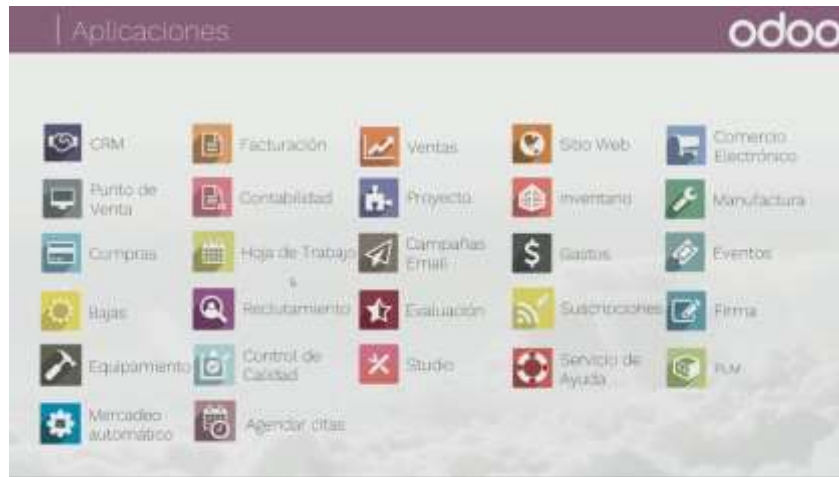 Aplicaciones
odoo
CRM
Facturación
Ventas
Sitio Web
Comercio
Electrónico
Punto de
Venta
Contabilidad
Proyecto
Inventario
Manufactura
Compras
Hoja de Trabajo
Campañas
Email
Gastos
Eventos
Bajas
Reclutamiento
Evaluación
Suscripciones
Firma
Equipamiento
Control de
Calidad
Studio
Servicio de
Ayuda
PLM
Mercadeo
automático
Agendar citas